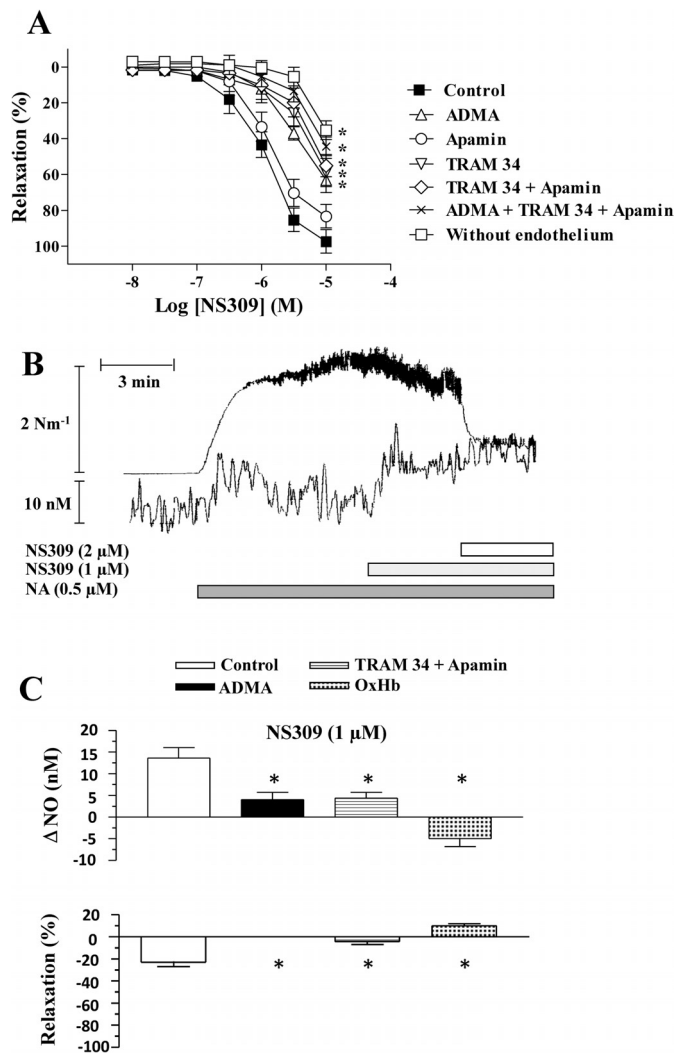 A
0
20
40
60
80
100
Relaxation (%)
-8
-7
-6
-5
-4
Log [NS309] (M)
*
*
*
*
*
Control
ADMA
Apamin
TRAM 34
TRAM 34 + Apamin
ADMA + TRAM 34 + Apamin
Without endothelium
B
3 min
2 Nm-1
10 nM
NS309 (2 µM)
NS309 (1 µM)
NA (0.5 µM)
C
Control
TRAM 34 + Apamin
ADMA
OxHb
NS309 (1 µM)
Δ NO (nM)
20
15
10
5
0
-5
-10
* * *
Relaxation (%)
20
0
-20
-40
-60
-80
-100
* * *